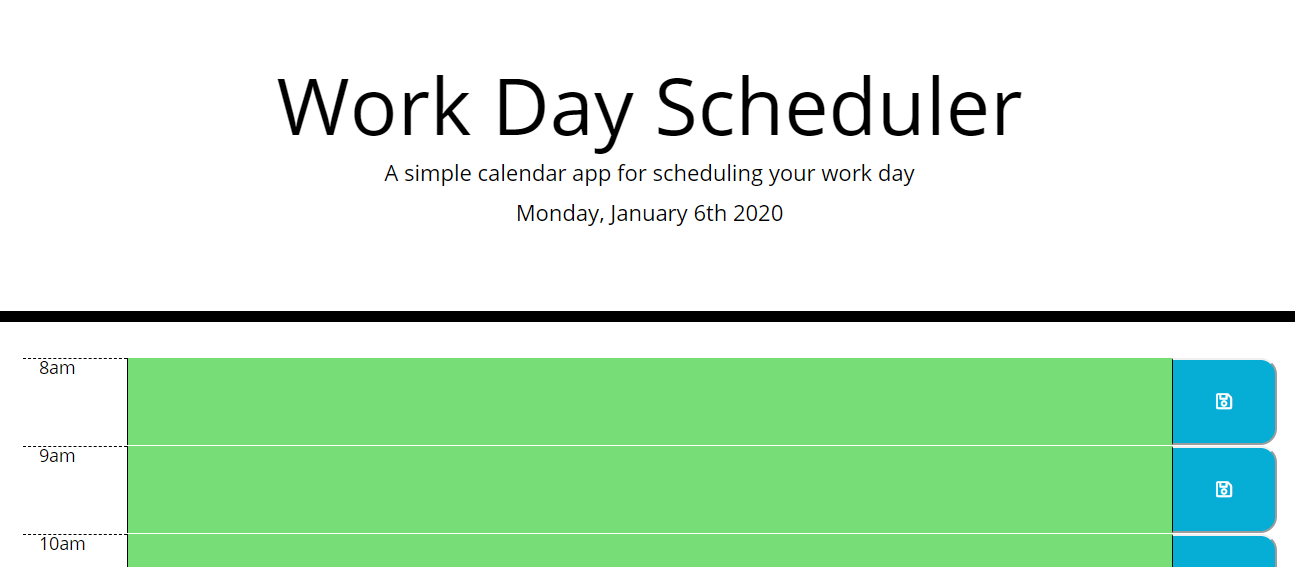 Work Day Scheduler
A simple calendar app for scheduling your work day
Monday, January 6th 2020
8am
9am
10am